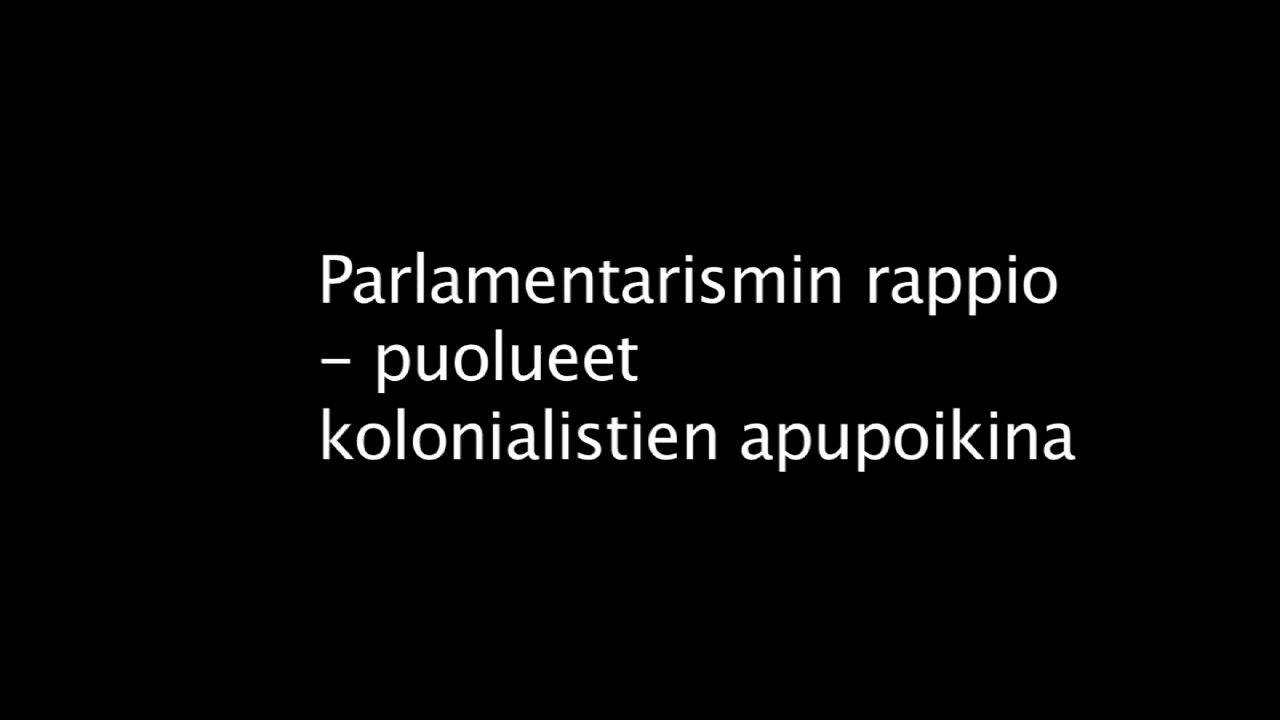 Parlamentarismin rappio
– puolueet
kolonialistien apupoikina